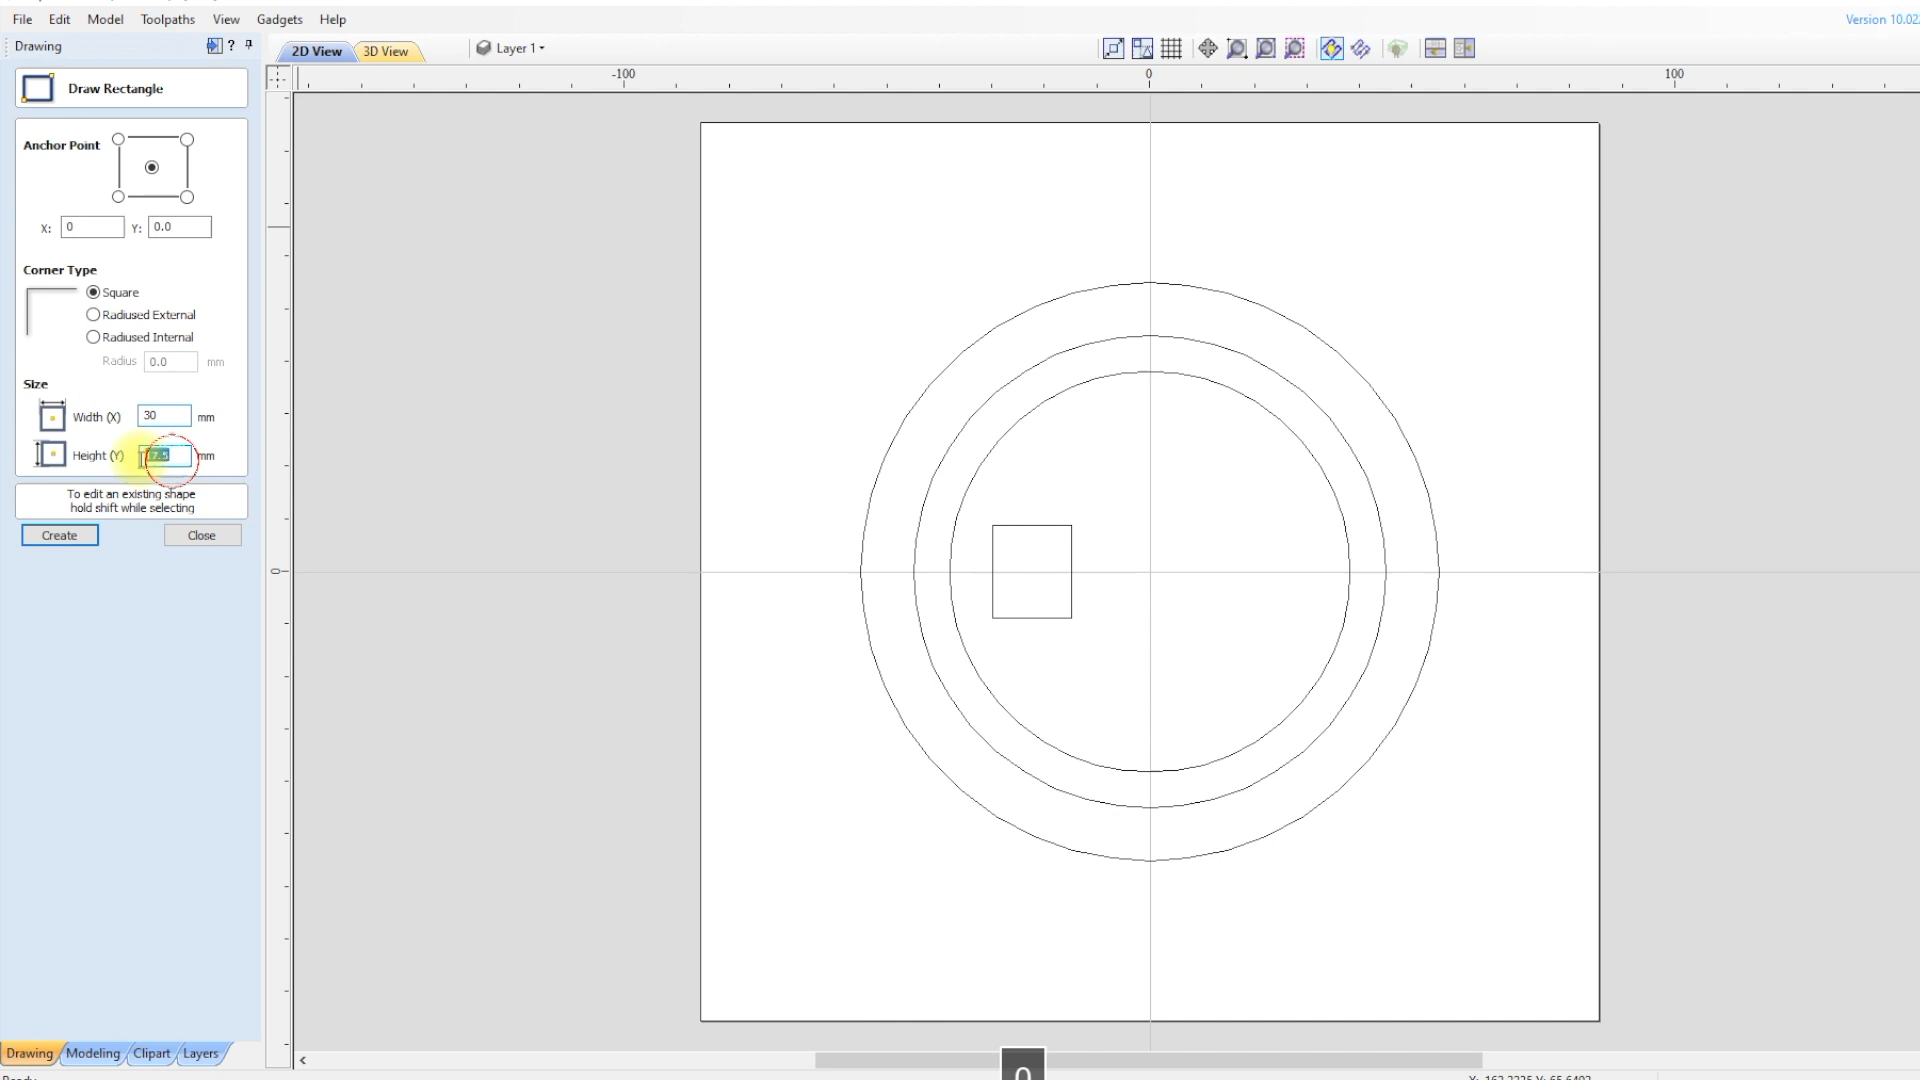 File Edit Model Toolpaths View Gadgets Help
Version 10.02
Drawing
?
2D View
3D View
Layer 1
-100
0
100
Draw Rectangle
Anchor Point
X: 0 Y: 0.0
Corner Type
Square
Radiused External
Radiused Internal
Radius 0.0 mm
Size
Width (X) 30 mm
Height (Y) 7.5 mm
To edit an existing shape
hold shift while selecting
Create Close
0
Drawing Modeling Clipart Layers
0